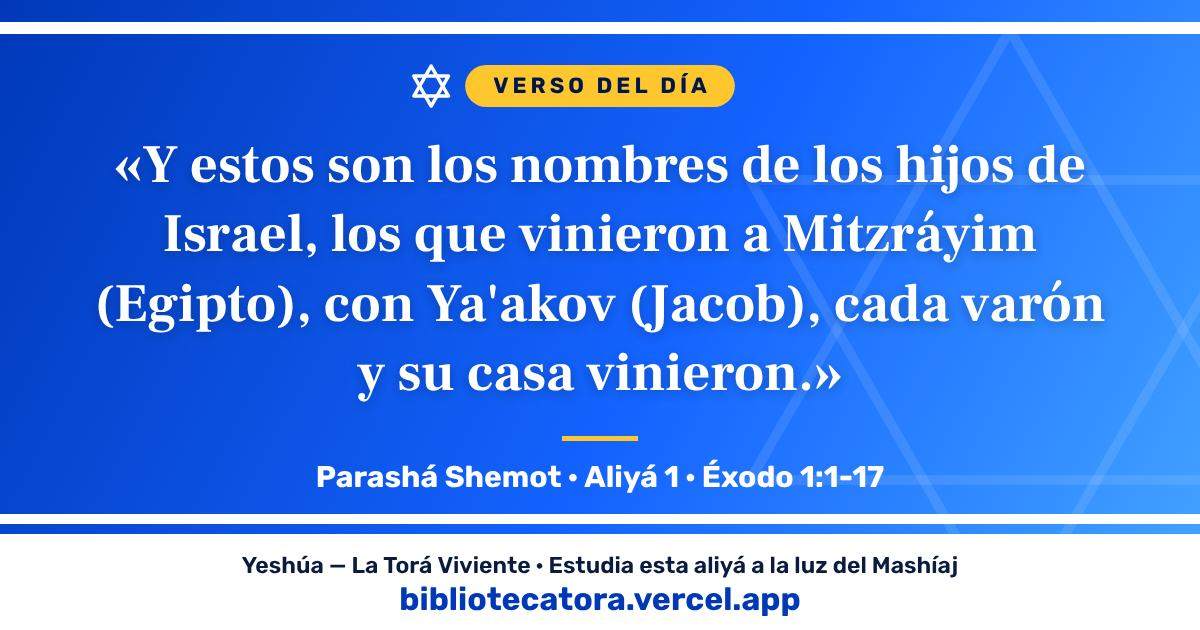 VERSO DEL DÍA
«Y estos son los nombres de los hijos de
Israel, los que vinieron a Mitzráyim
(Egipto), con Ya'akov (Jacob), cada varón
y su casa vinieron.»
Parashá Shemot • Aliyá 1 • Éxodo 1:1-17
Yeshúa — La Torá Viviente • Estudia esta aliyá a la luz del Mashíaj
bibliotecatora.vercel.app